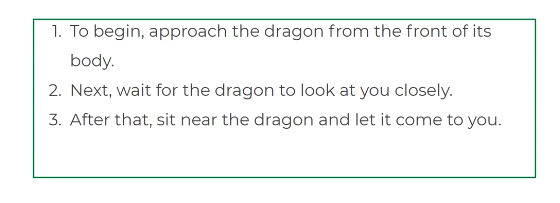 1. To begin, approach the dragon from the front of its
body.
2. Next, wait for the dragon to look at you closely.
3. After that, sit near the dragon and let it come to you.